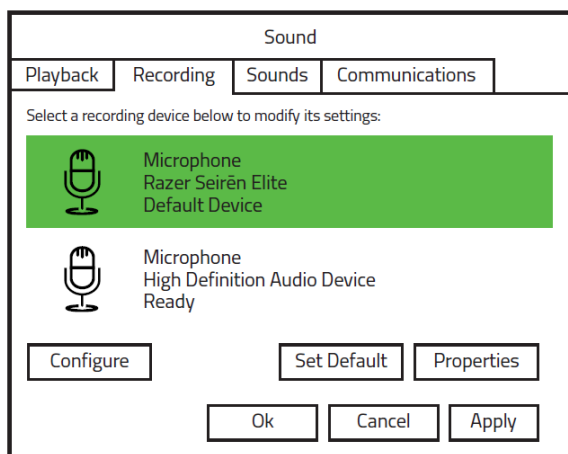 Sound
Playback Recording Sounds Communications
Select a recording device below to modify its settings:
Microphone
Razer Seirēn Elite
Default Device
Microphone
High Definition Audio Device
Ready
Configure Set Default Properties
Ok Cancel Apply